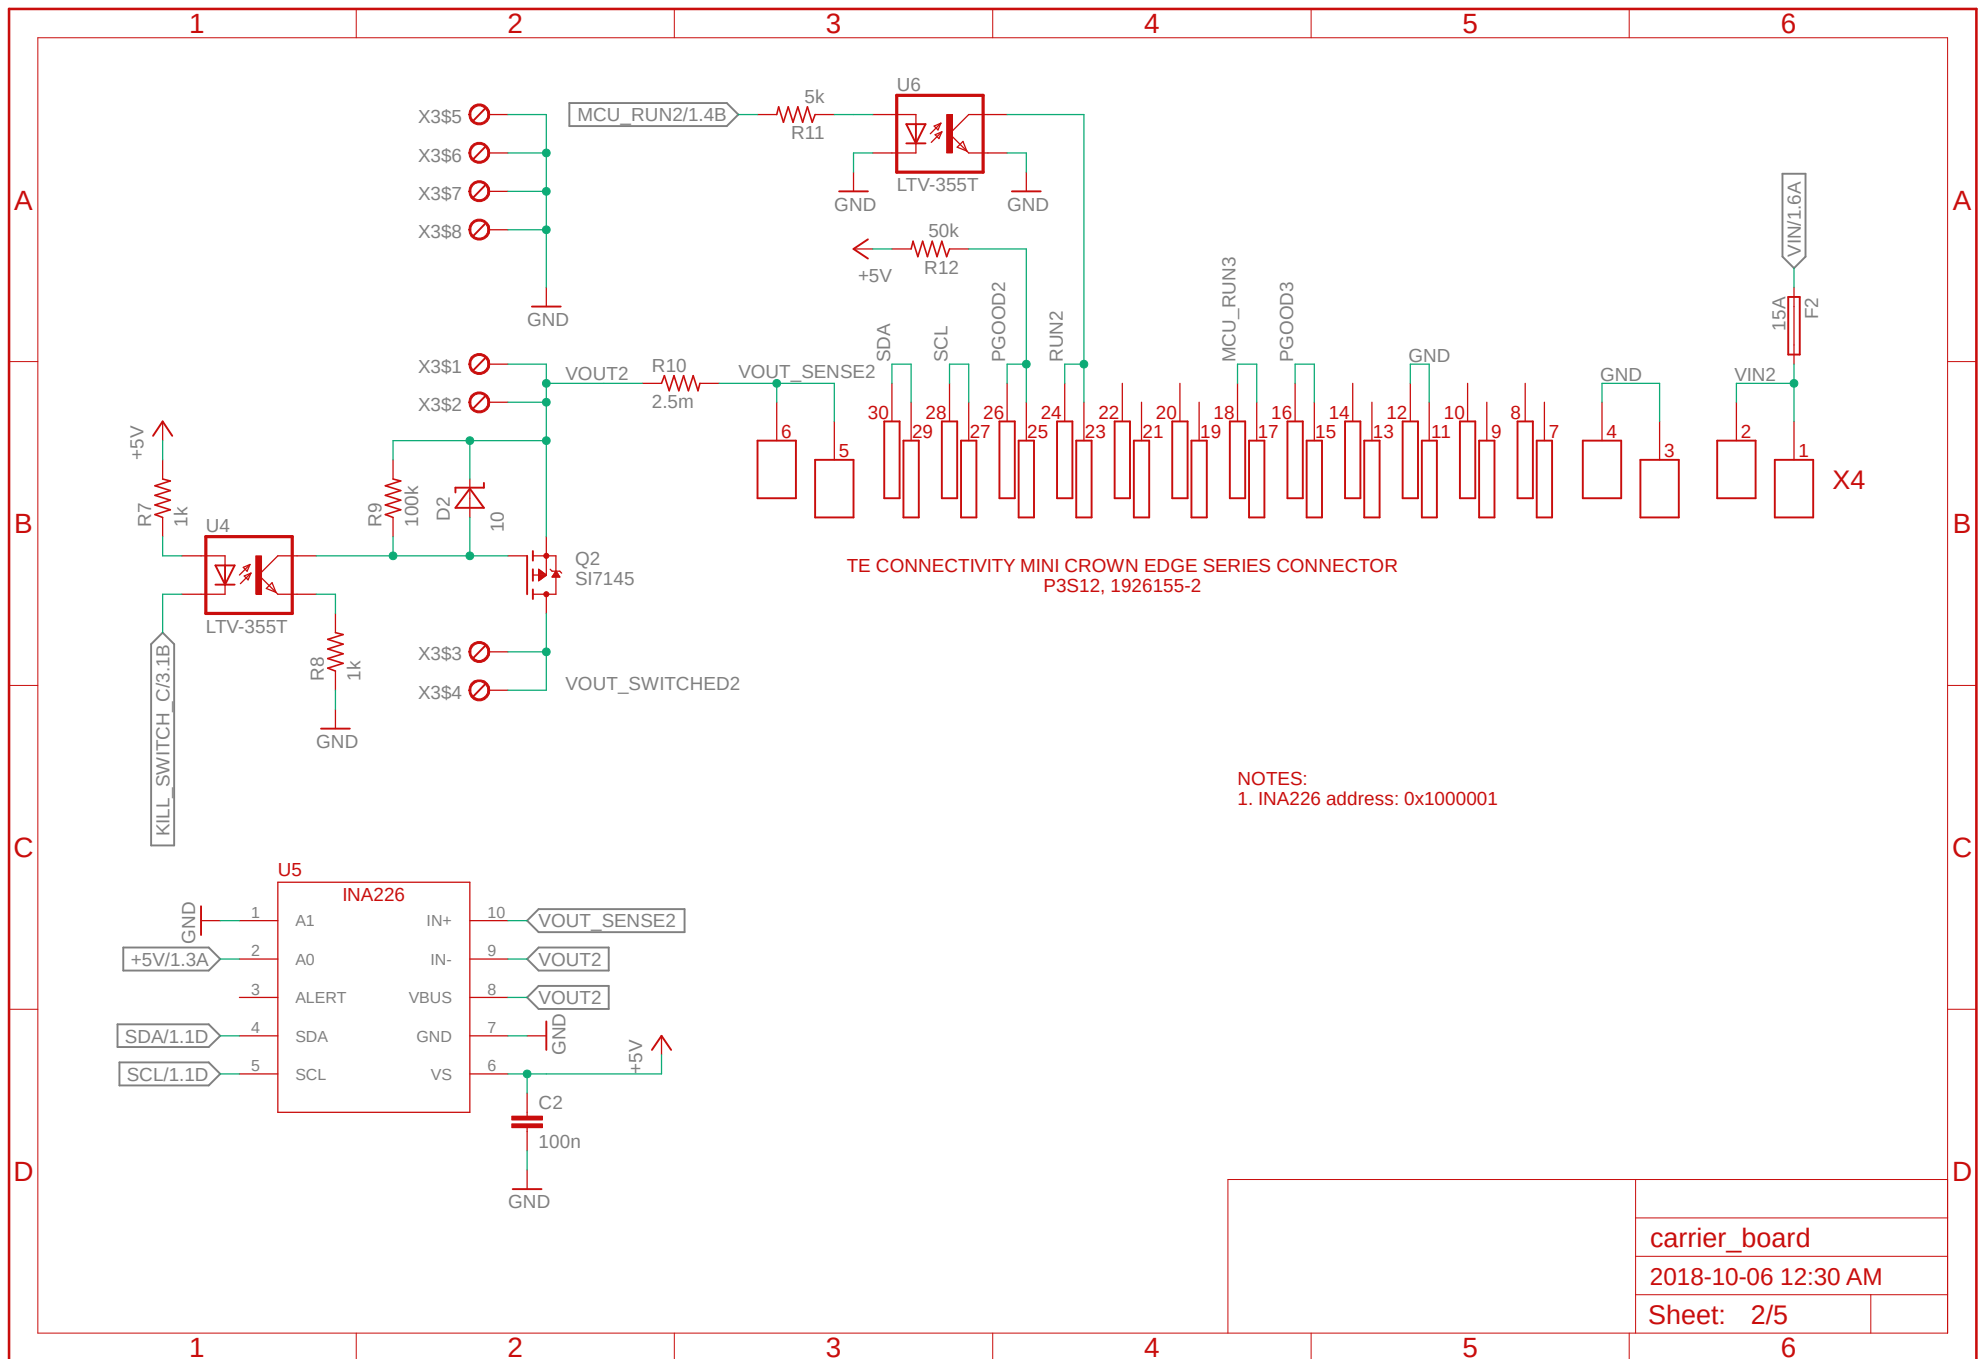 1 2 3 4 5 6
A A
B B
C C
D D
X3$5
X3$6
X3$7
X3$8
GND
MCU_RUN2/1.4B
5k
R11
U6
LTV-355T
GND
GND
50k
R12
+5V
VIN/1.6A
15A
F2
X3$1
X3$2
VOUT2
R10
2.5m
VOUT_SENSE2
SDA
SCL
PGOOD2
RUN2
MCU_RUN3
PGOOD3
GND
GND
VIN2
6 5 30 29 28 27 26 25 24 23 22 21 20 19 18 17 16 15 14 13 12 11 10 9 8 7 4 3 2 1
X4
TE CONNECTIVITY MINI CROWN EDGE SERIES CONNECTOR
P3S12, 1926155-2
+5V
R7
1k
U4
LTV-355T
KILL_SWITCH_C/3.1B
R8
1k
GND
R9
100k
D2
10
Q2
SI7145
X3$3
X3$4
VOUT_SWITCHED2
NOTES:
1. INA226 address: 0x1000001
U5
INA226
GND 1 A1
+5V/1.3A 2 A0
3 ALERT
SDA/1.1D 4 SDA
SCL/1.1D 5 SCL
IN+ 10 VOUT_SENSE2
IN- 9 VOUT2
VBUS 8 VOUT2
GND 7 GND
VS 6 +5V
C2
100n
GND
carrier_board
2018-10-06 12:30 AM
Sheet: 2/5
1 2 3 4 5 6